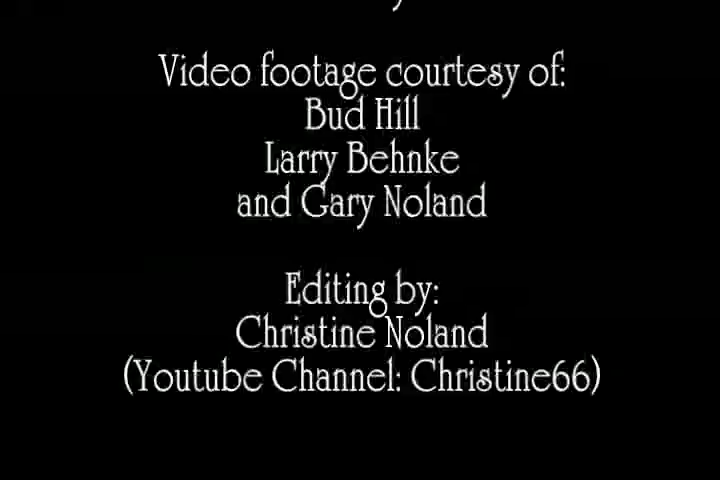 Video footage courtesy of:
Bud Hill
Larry Behnke
and Gary Noland
Editing by:
Christine Noland
(Youtube Channel: Christine66)